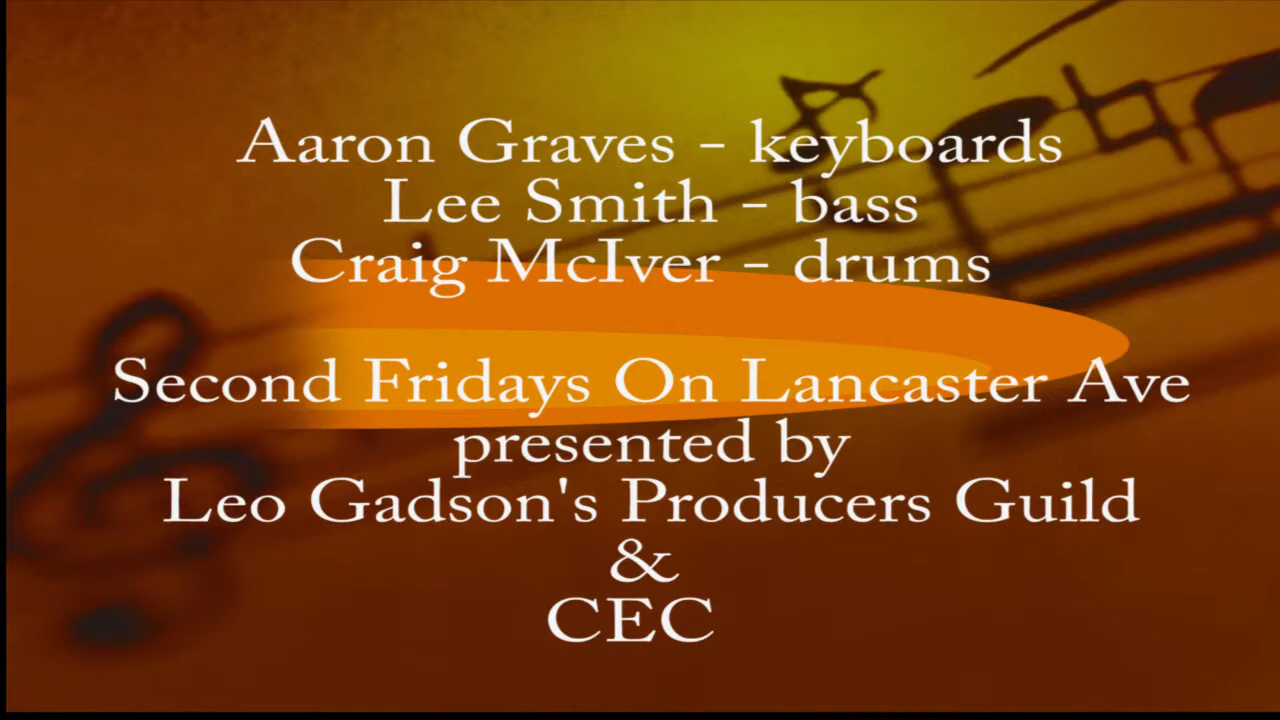 Aaron Graves - keyboards
Lee Smith - bass
Craig McIver - drums
Second Fridays On Lancaster Ave
presented by
Leo Gadson's Producers Guild
&
CEC